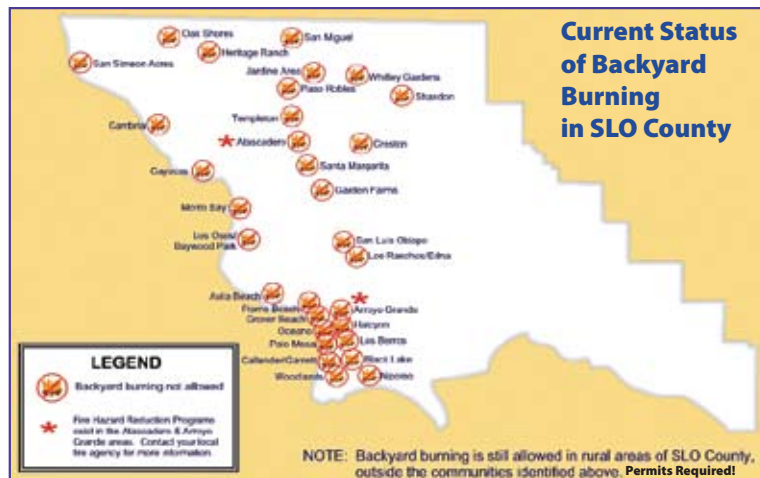 Current Status
of Backyard
Burning
in SLO County
Oak Shores
San Miguel
Heritage Ranch
San Simeon Acres
Jardine Area
Whitley Gardens
Paso Robles
Shandon
Templeton
Cambria
* Atascadero
Creston
Santa Margarita
Cayucos
Garden Farms
Morro Bay
Los Osos/
Baywood Park
San Luis Obispo
Los Ranchos/Edna
Avila Beach
*
Pismo Beach
Arroyo Grande
Grover Beach
Halcyon
Oceano
Los Berros
Palo Mesa
Black Lake
Callender/Garrett
Woodlands
Nipomo
LEGEND
Backyard burning not allowed
* Fire Hazard Reduction Programs
exist in the Atascadero & Arroyo
Grande areas. Contact your local
fire agency for more information.
NOTE: Backyard burning is still allowed in rural areas of SLO County,
outside the communities identified above. Permits Required!